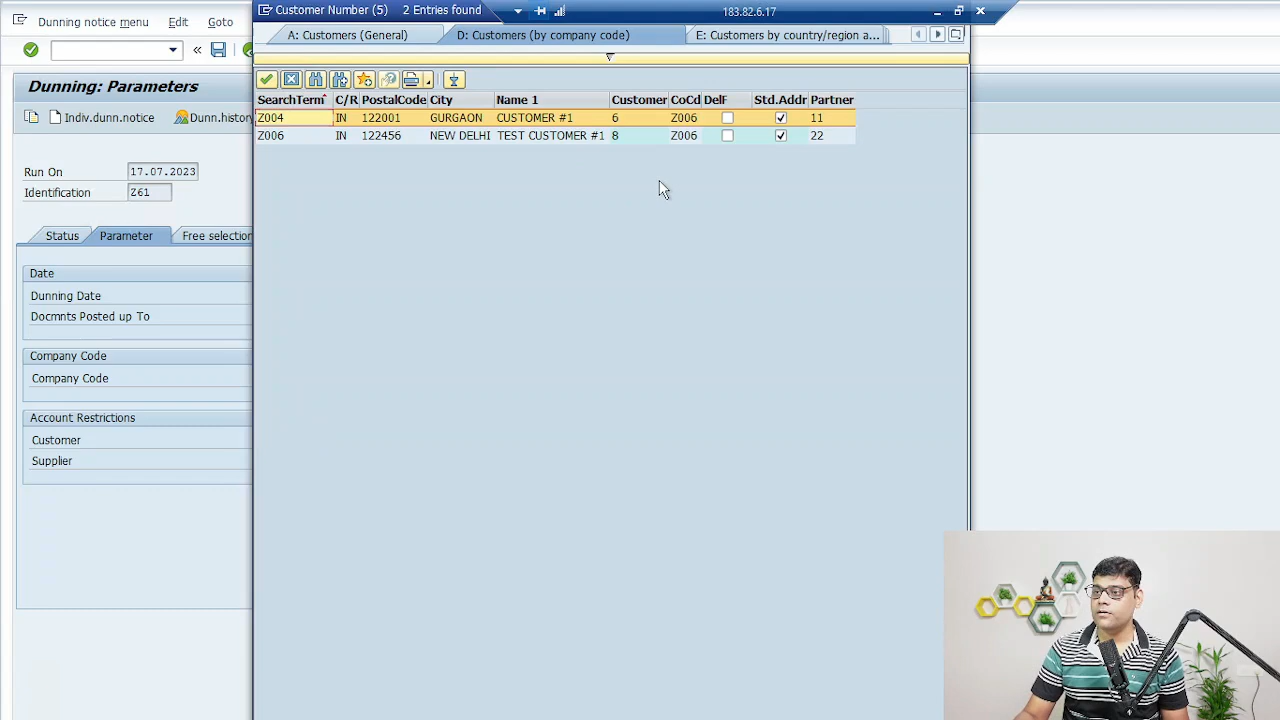 Dunning notice menu Edit Goto
Customer Number (5) 2 Entries found
183.82.6.17
A: Customers (General)
D: Customers (by company code)
E: Customers by country/region a...
Dunning: Parameters
Indiv.dunn.notice
Dunn.history
SearchTerm C/R PostalCode City Name 1 Customer CoCd DelF Std.Addr Partner
Z004 IN 122001 GURGAON CUSTOMER #1 6 Z006 11
Z006 IN 122456 NEW DELHI TEST CUSTOMER #1 8 Z006 22
Run On 17.07.2023
Identification Z61
Status Parameter Free selection
Date
Dunning Date
Docmnts Posted up To
Company Code
Company Code
Account Restrictions
Customer
Supplier